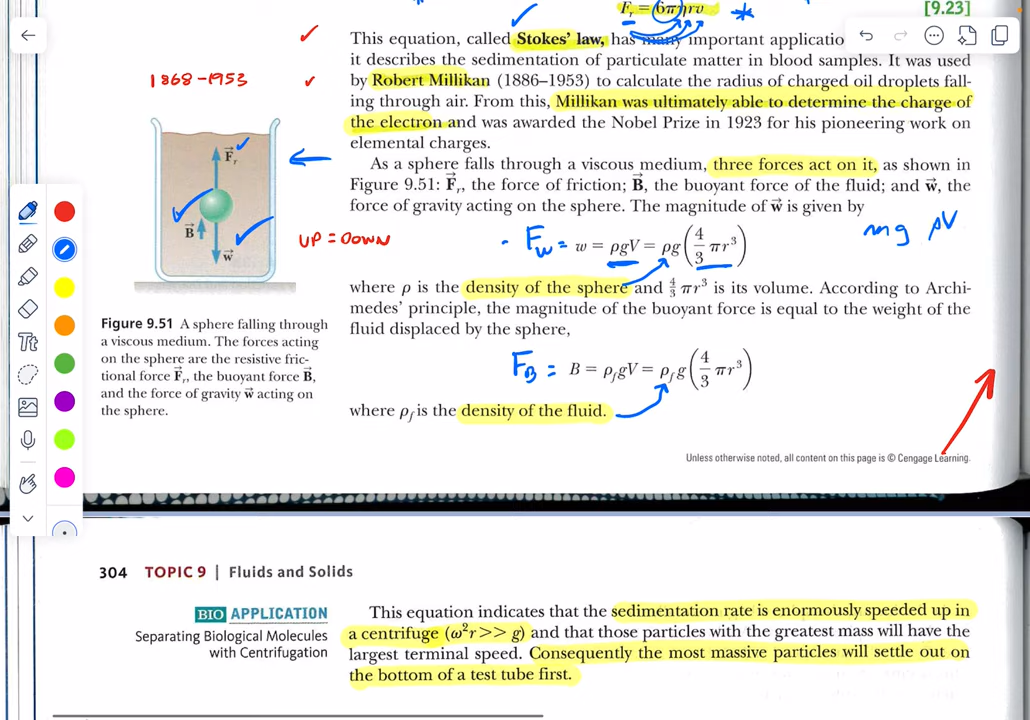 F_r = 6πηrv *
[9.23]
This equation, called Stokes' law, has many important applicatio
it describes the sedimentation of particulate matter in blood samples. It was used
1868-1953
by Robert Millikan (1886–1953) to calculate the radius of charged oil droplets fall-
ing through air. From this, Millikan was ultimately able to determine the charge of
the electron and was awarded the Nobel Prize in 1923 for his pioneering work on
elemental charges.
As a sphere falls through a viscous medium, three forces act on it, as shown in
Figure 9.51: F⃗_r, the force of friction; B⃗, the buoyant force of the fluid; and w⃗, the
force of gravity acting on the sphere. The magnitude of w⃗ is given by
F⃗_r
B⃗
w⃗
UP = DOWN
F_W = w = ρgV = ρg(4/3 πr³)
mg ρV
where ρ is the density of the sphere and 4/3 πr³ is its volume. According to Archi-
medes' principle, the magnitude of the buoyant force is equal to the weight of the
fluid displaced by the sphere,
Figure 9.51 A sphere falling through
a viscous medium. The forces acting
on the sphere are the resistive fric-
tional force F⃗_r, the buoyant force B⃗,
and the force of gravity w⃗ acting on
the sphere.
F_B = B = ρ_f gV = ρ_f g(4/3 πr³)
where ρ_f is the density of the fluid.
Unless otherwise noted, all content on this page is © Cengage Learning.
Tt
304 TOPIC 9 | Fluids and Solids
BIO APPLICATION
Separating Biological Molecules
with Centrifugation
This equation indicates that the sedimentation rate is enormously speeded up in
a centrifuge (ω²r >> g) and that those particles with the greatest mass will have the
largest terminal speed. Consequently the most massive particles will settle out on
the bottom of a test tube first.